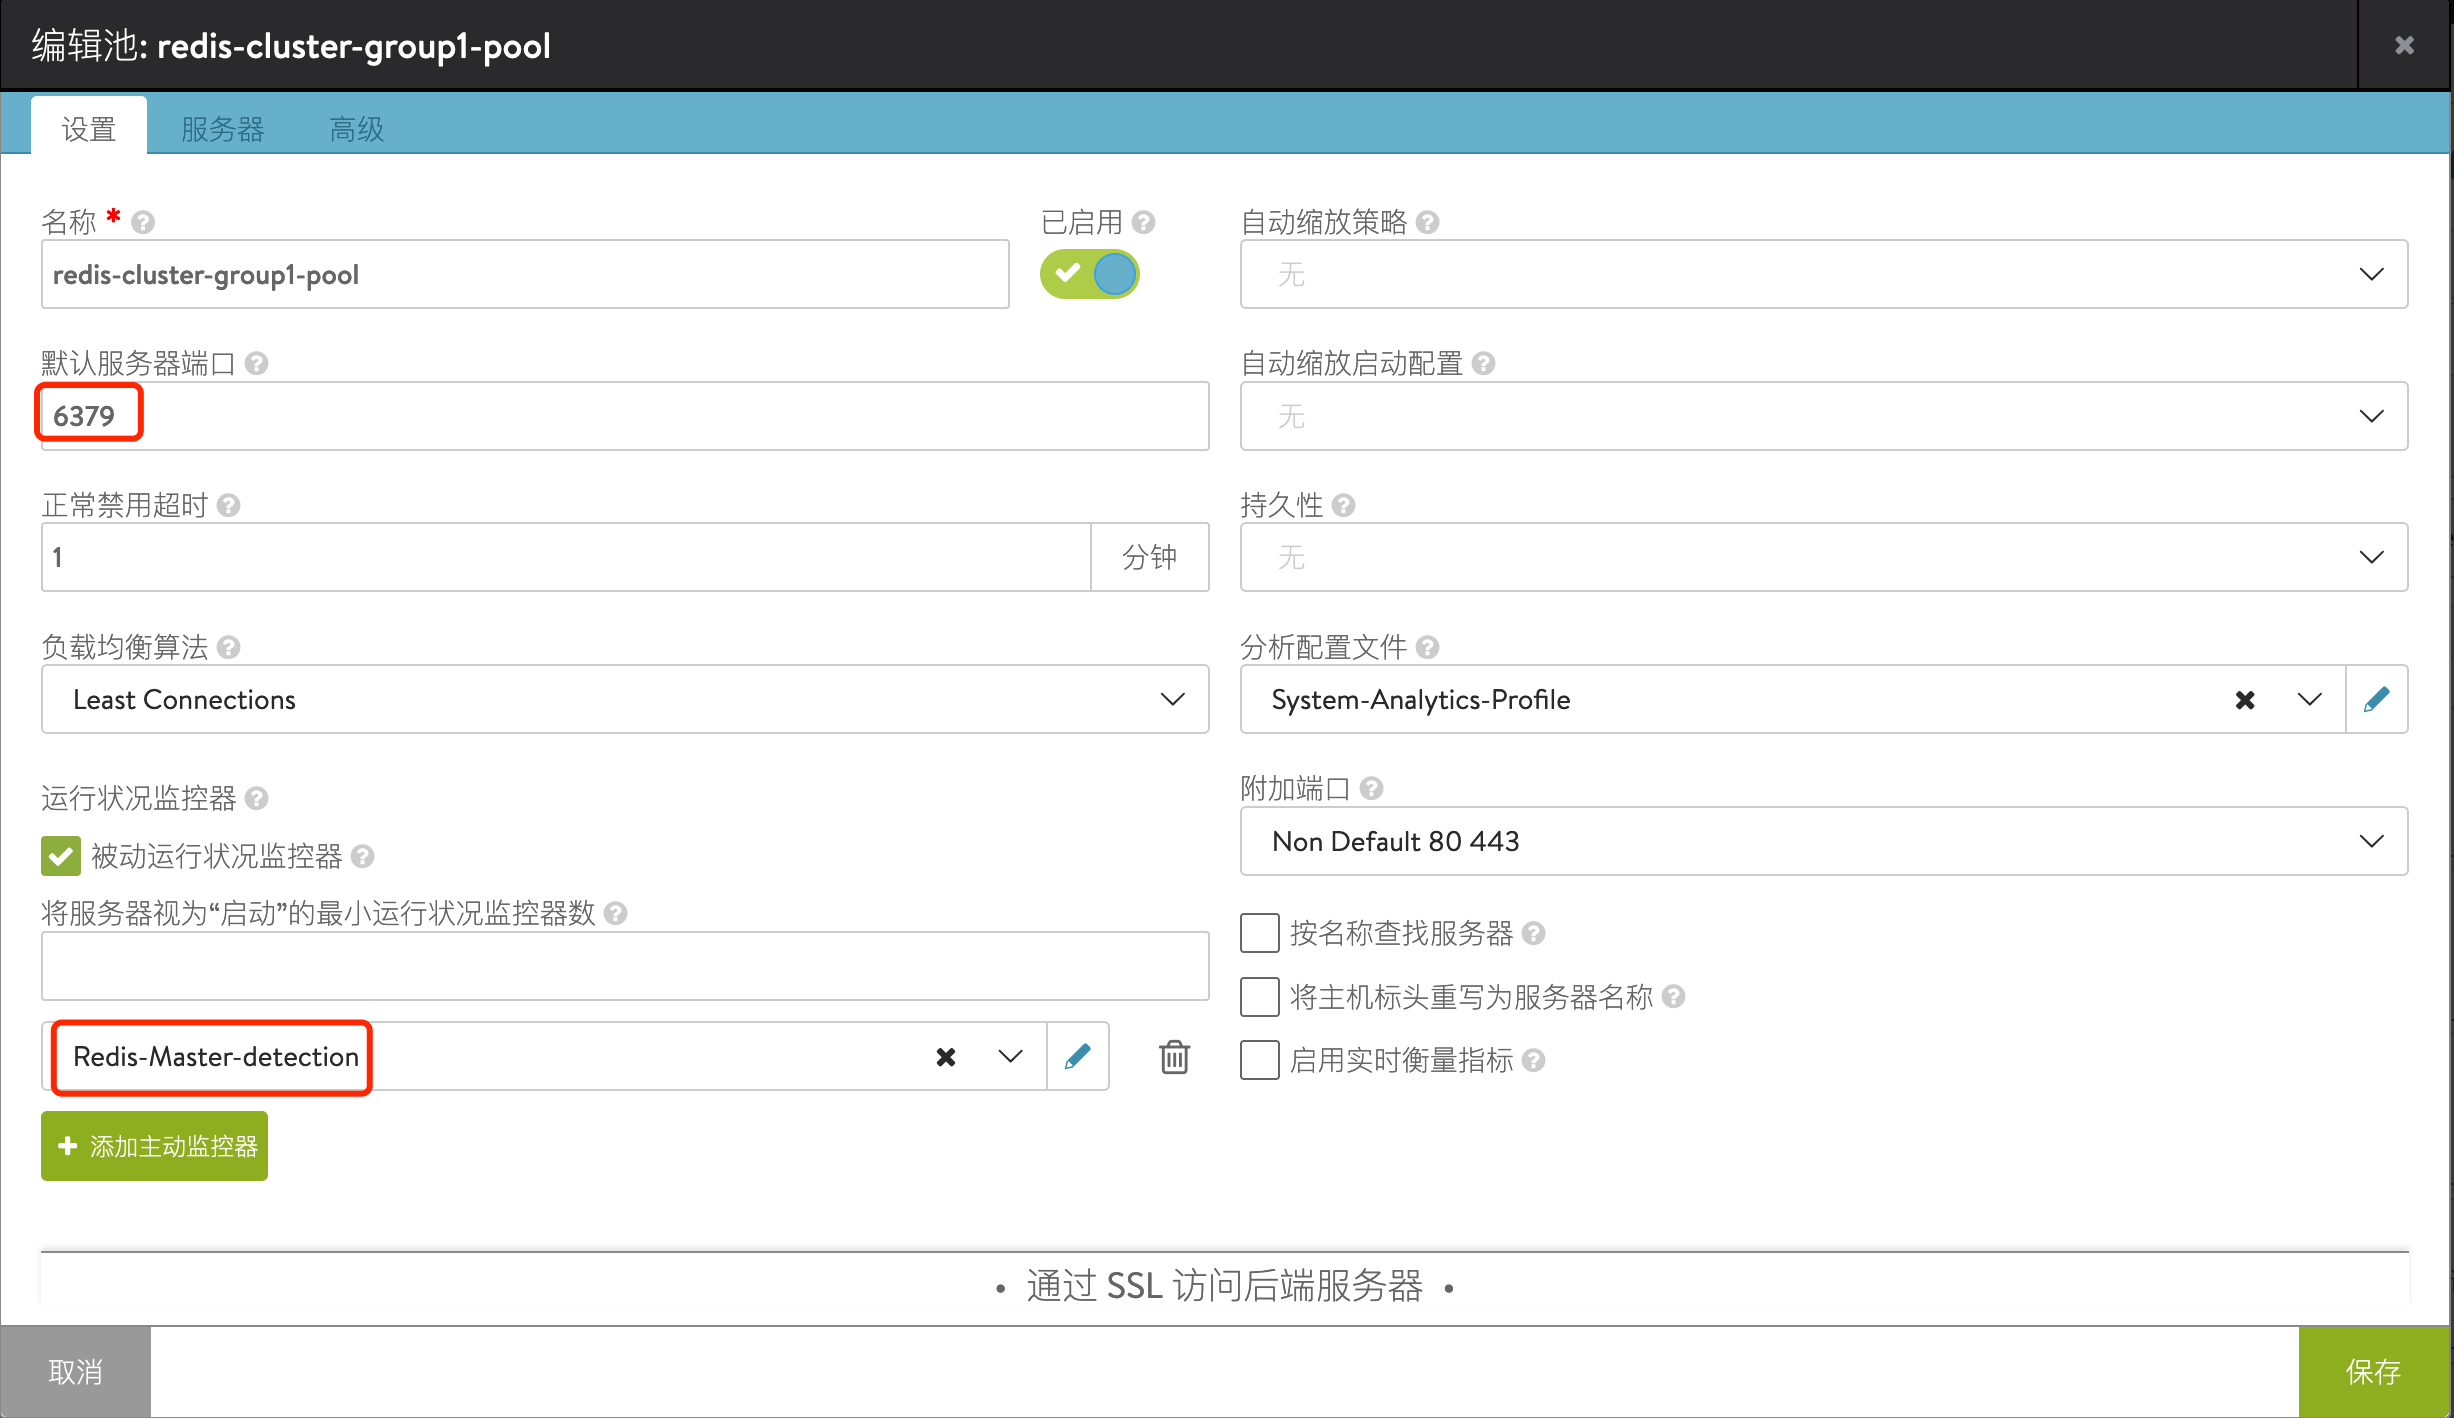 编辑池: redis-cluster-group1-pool
设置 服务器 高级
名称 *
redis-cluster-group1-pool
已启用
自动缩放策略
无
默认服务器端口
6379
自动缩放启动配置
无
正常禁用超时
1 分钟
持久性
无
负载均衡算法
Least Connections
分析配置文件
System-Analytics-Profile
运行状况监控器
被动运行状况监控器
将服务器视为“启动”的最小运行状况监控器数
Redis-Master-detection
+ 添加主动监控器
附加端口
Non Default 80 443
按名称查找服务器
将主机标头重写为服务器名称
启用实时衡量指标
• 通过 SSL 访问后端服务器 •
取消 保存